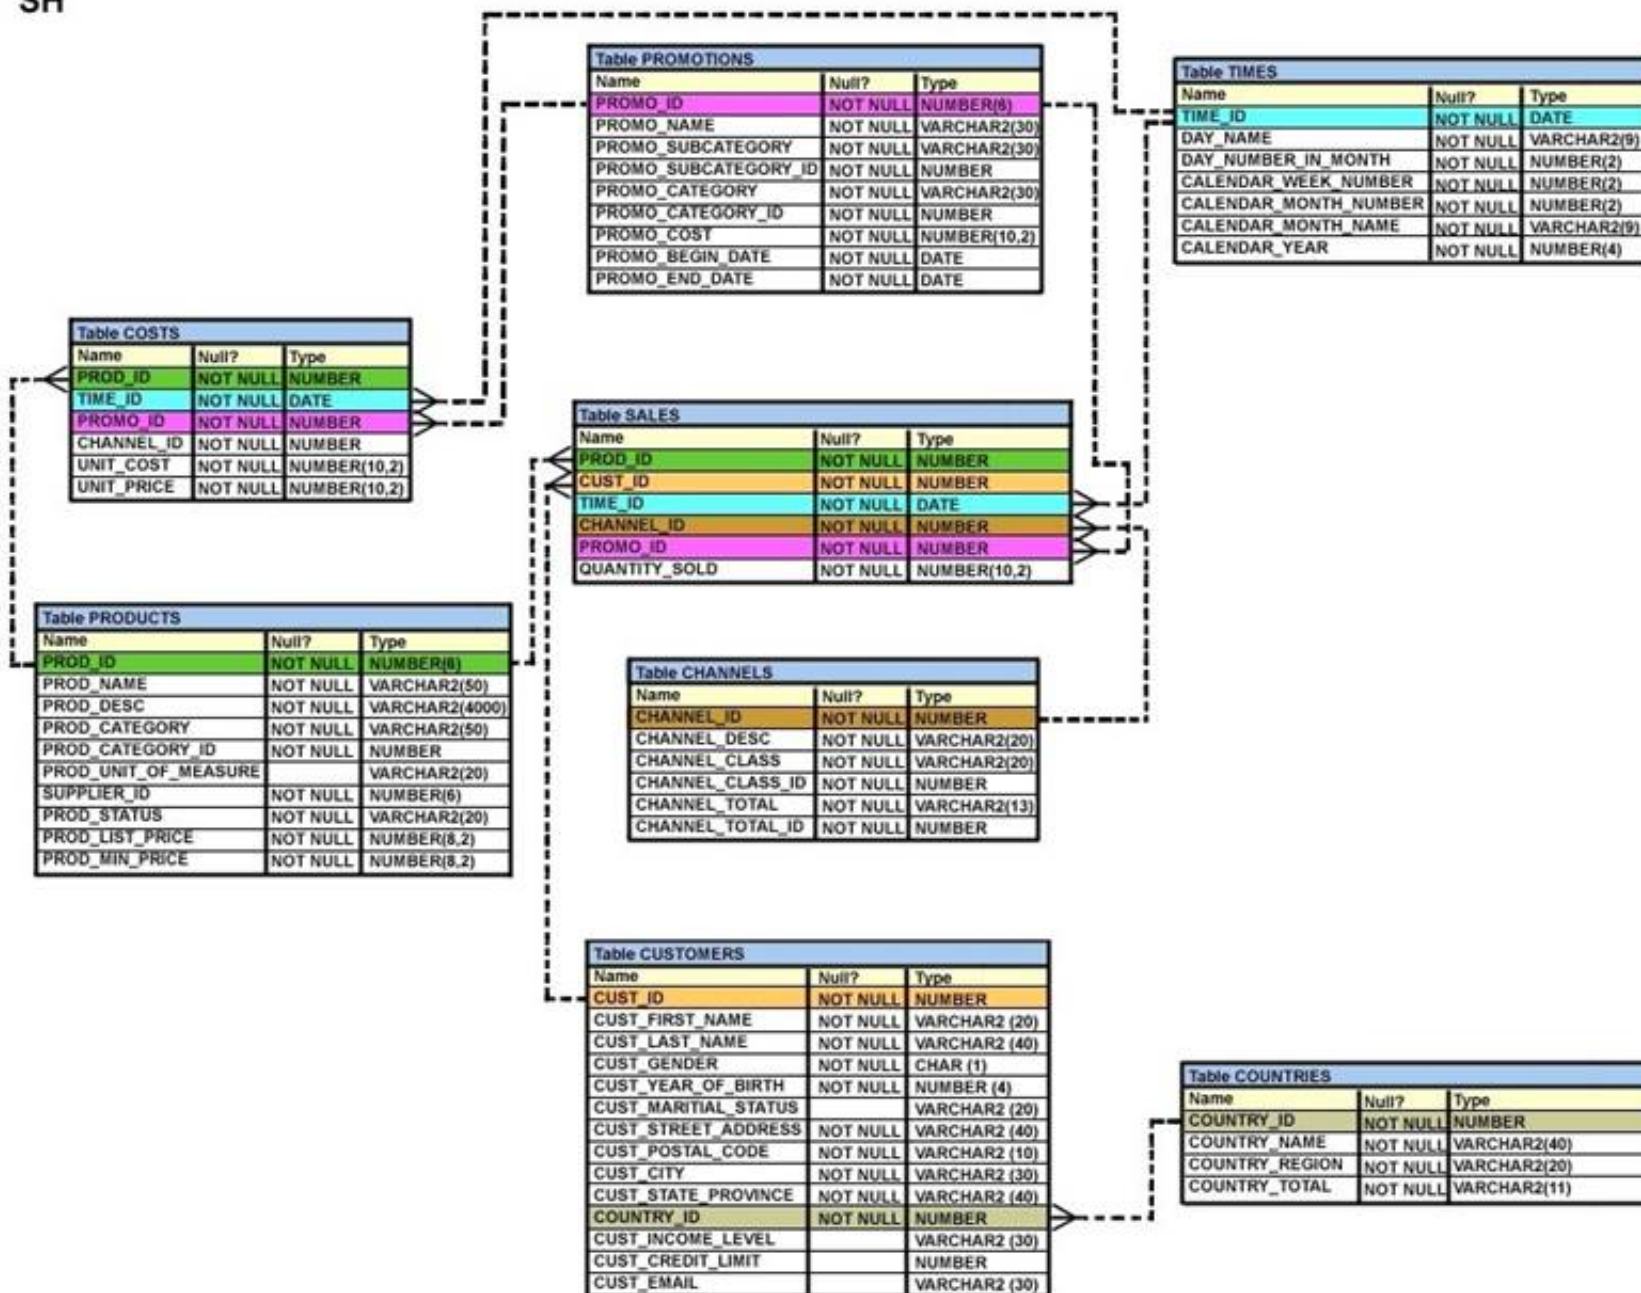 SH
Table PROMOTIONS
Name Null? Type
PROMO_ID NOT NULL NUMBER(6)
PROMO_NAME NOT NULL VARCHAR2(30)
PROMO_SUBCATEGORY NOT NULL VARCHAR2(30)
PROMO_SUBCATEGORY_ID NOT NULL NUMBER
PROMO_CATEGORY NOT NULL VARCHAR2(30)
PROMO_CATEGORY_ID NOT NULL NUMBER
PROMO_COST NOT NULL NUMBER(10,2)
PROMO_BEGIN_DATE NOT NULL DATE
PROMO_END_DATE NOT NULL DATE
Table TIMES
Name Null? Type
TIME_ID NOT NULL DATE
DAY_NAME NOT NULL VARCHAR2(9)
DAY_NUMBER_IN_MONTH NOT NULL NUMBER(2)
CALENDAR_WEEK_NUMBER NOT NULL NUMBER(2)
CALENDAR_MONTH_NUMBER NOT NULL NUMBER(2)
CALENDAR_MONTH_NAME NOT NULL VARCHAR2(9)
CALENDAR_YEAR NOT NULL NUMBER(4)
Table COSTS
Name Null? Type
PROD_ID NOT NULL NUMBER
TIME_ID NOT NULL DATE
PROMO_ID NOT NULL NUMBER
CHANNEL_ID NOT NULL NUMBER
UNIT_COST NOT NULL NUMBER(10,2)
UNIT_PRICE NOT NULL NUMBER(10,2)
Table SALES
Name Null? Type
PROD_ID NOT NULL NUMBER
CUST_ID NOT NULL NUMBER
TIME_ID NOT NULL DATE
CHANNEL_ID NOT NULL NUMBER
PROMO_ID NOT NULL NUMBER
QUANTITY_SOLD NOT NULL NUMBER(10,2)
Table PRODUCTS
Name Null? Type
PROD_ID NOT NULL NUMBER(6)
PROD_NAME NOT NULL VARCHAR2(50)
PROD_DESC NOT NULL VARCHAR2(4000)
PROD_CATEGORY NOT NULL VARCHAR2(50)
PROD_CATEGORY_ID NOT NULL NUMBER
PROD_UNIT_OF_MEASURE VARCHAR2(20)
SUPPLIER_ID NOT NULL NUMBER(6)
PROD_STATUS NOT NULL VARCHAR2(20)
PROD_LIST_PRICE NOT NULL NUMBER(8,2)
PROD_MIN_PRICE NOT NULL NUMBER(8,2)
Table CHANNELS
Name Null? Type
CHANNEL_ID NOT NULL NUMBER
CHANNEL_DESC NOT NULL VARCHAR2(20)
CHANNEL_CLASS NOT NULL VARCHAR2(20)
CHANNEL_CLASS_ID NOT NULL NUMBER
CHANNEL_TOTAL NOT NULL VARCHAR2(13)
CHANNEL_TOTAL_ID NOT NULL NUMBER
Table CUSTOMERS
Name Null? Type
CUST_ID NOT NULL NUMBER
CUST_FIRST_NAME NOT NULL VARCHAR2 (20)
CUST_LAST_NAME NOT NULL VARCHAR2 (40)
CUST_GENDER NOT NULL CHAR (1)
CUST_YEAR_OF_BIRTH NOT NULL NUMBER (4)
CUST_MARITIAL_STATUS VARCHAR2 (20)
CUST_STREET_ADDRESS NOT NULL VARCHAR2 (40)
CUST_POSTAL_CODE NOT NULL VARCHAR2 (10)
CUST_CITY NOT NULL VARCHAR2 (30)
CUST_STATE_PROVINCE NOT NULL VARCHAR2 (40)
COUNTRY_ID NOT NULL NUMBER
CUST_INCOME_LEVEL VARCHAR2 (30)
CUST_CREDIT_LIMIT NUMBER
CUST_EMAIL VARCHAR2 (30)
Table COUNTRIES
Name Null? Type
COUNTRY_ID NOT NULL NUMBER
COUNTRY_NAME NOT NULL VARCHAR2(40)
COUNTRY_REGION NOT NULL VARCHAR2(20)
COUNTRY_TOTAL NOT NULL VARCHAR2(11)